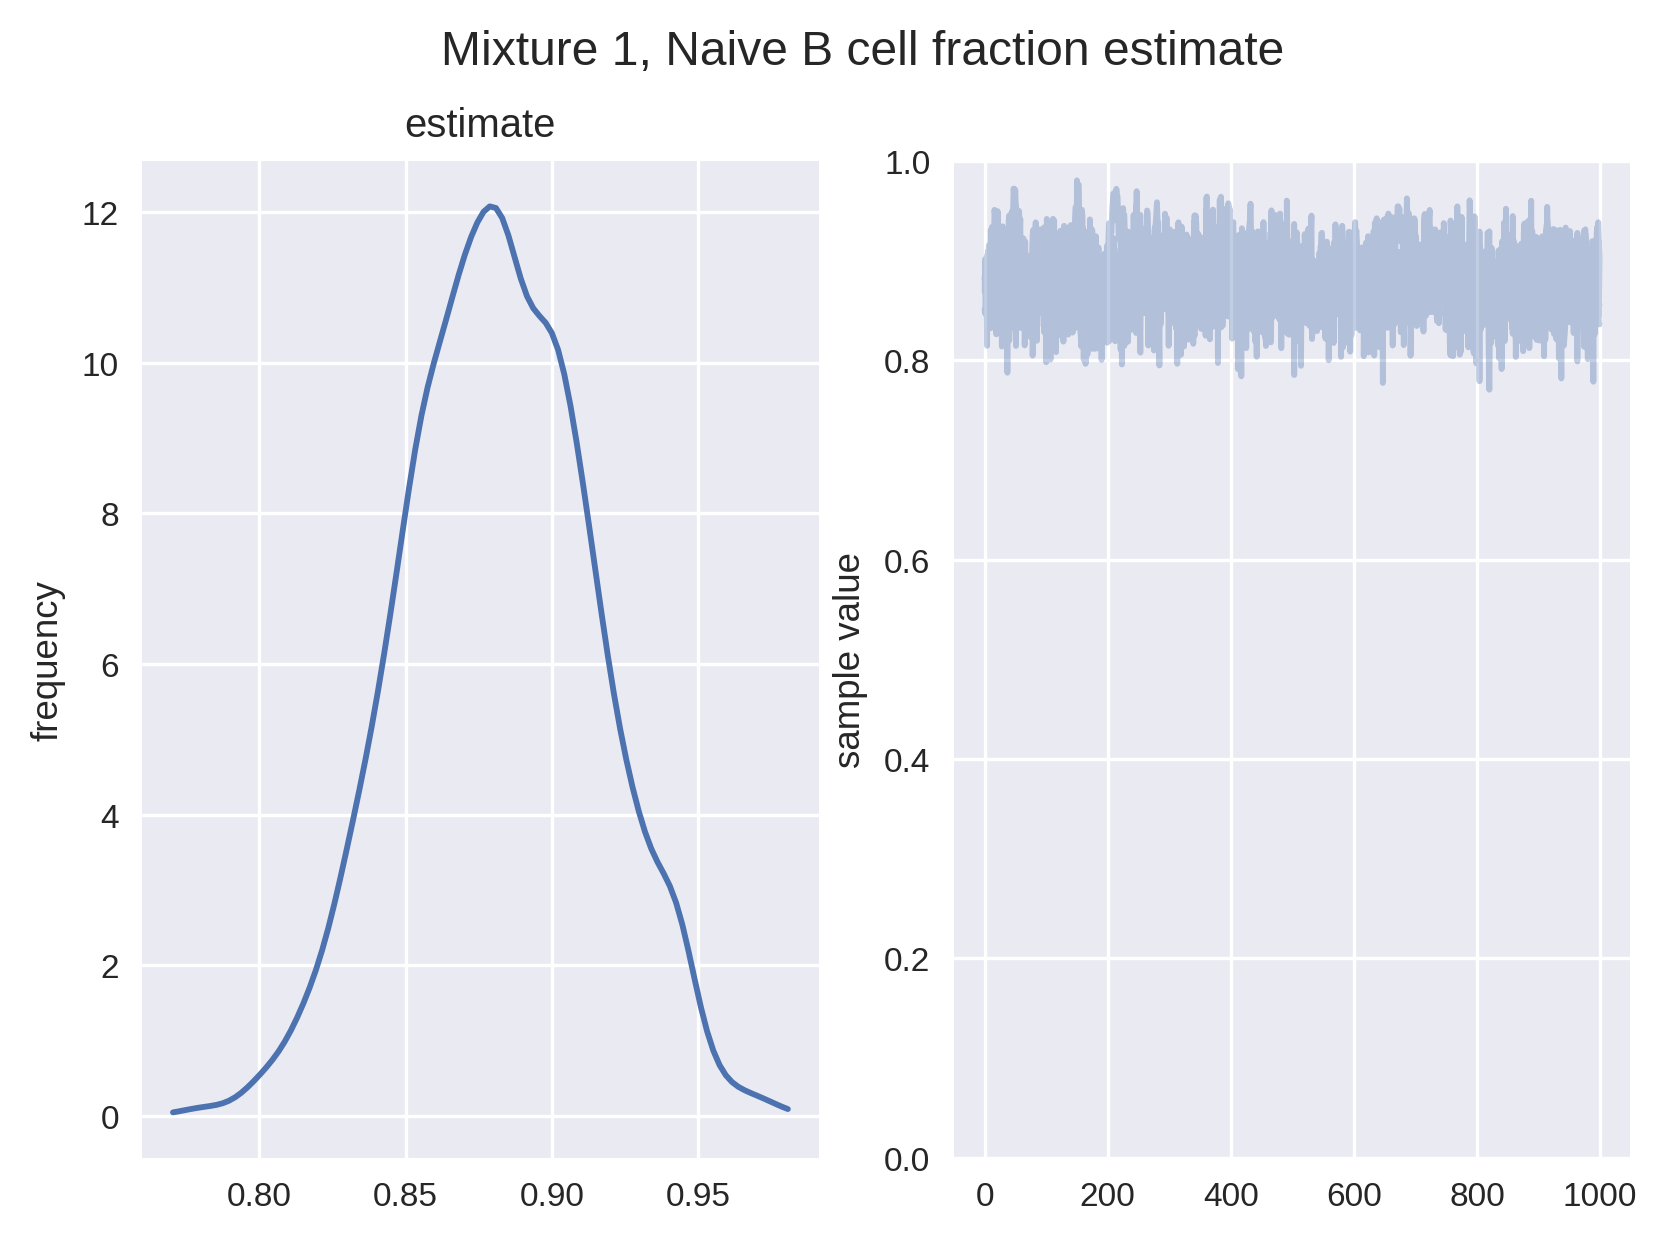 Mixture 1, Naive B cell fraction estimate
estimate
frequency
12
10
8
6
4
2
0
0.80 0.85 0.90 0.95
sample value
1.0
0.8
0.6
0.4
0.2
0.0
0 200 400 600 800 1000